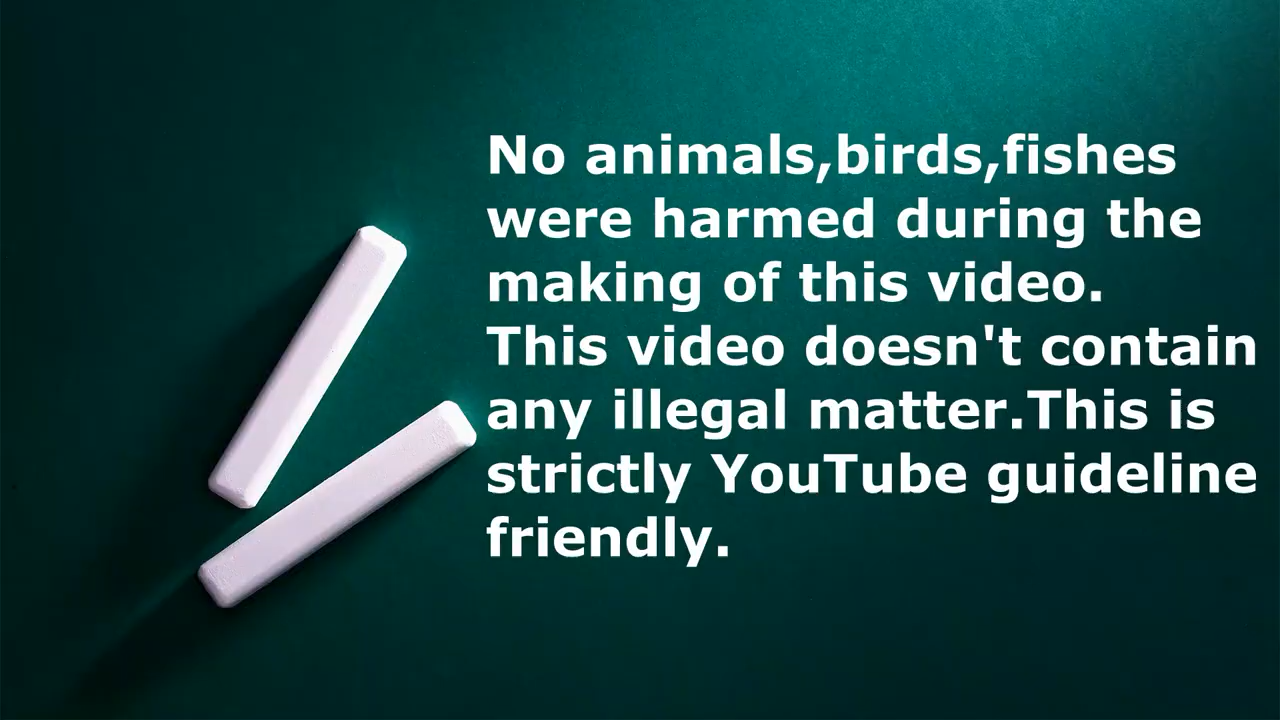 No animals,birds,fishes
were harmed during the
making of this video.
This video doesn't contain
any illegal matter.This is
strictly YouTube guideline
friendly.